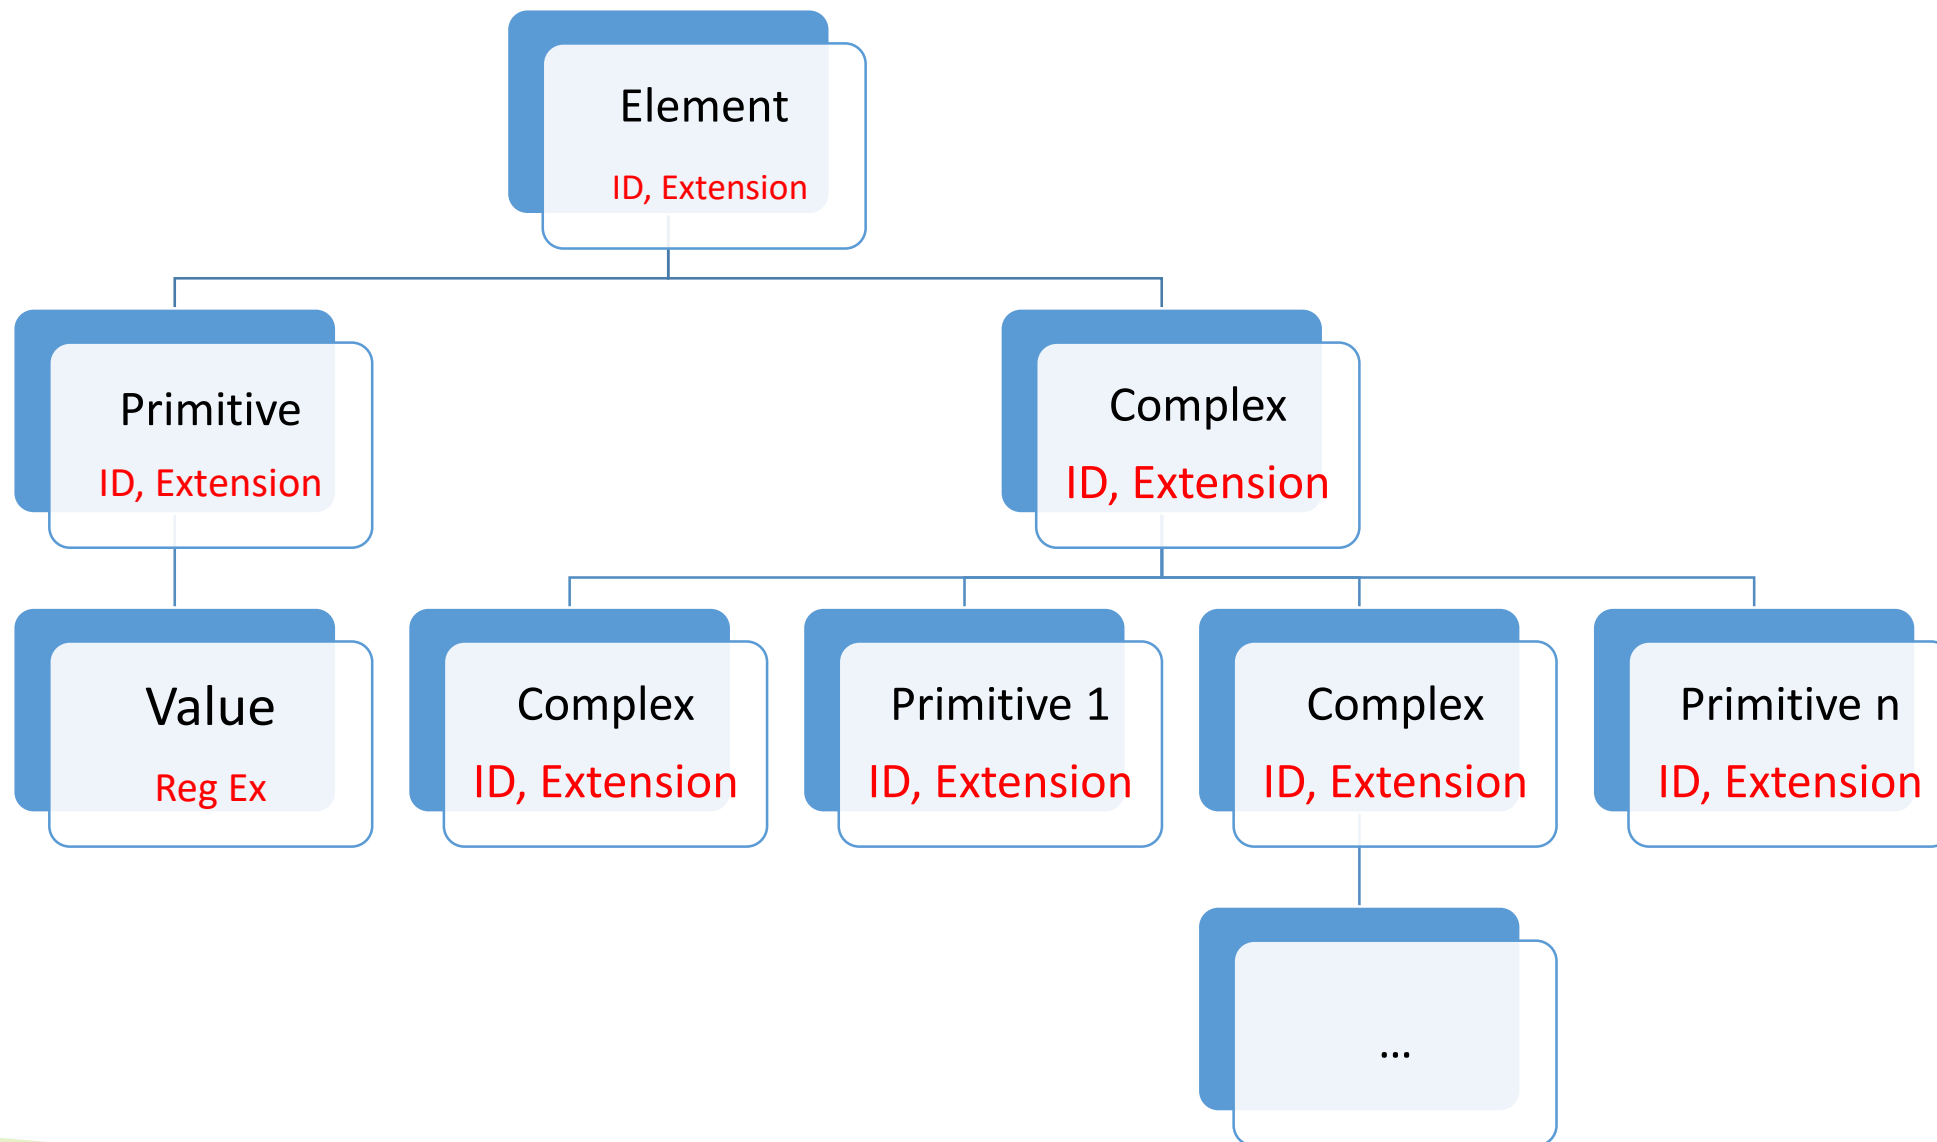 Element
ID, Extension
Primitive
ID, Extension
Complex
ID, Extension
Value
Reg Ex
Complex
ID, Extension
Primitive 1
ID, Extension
Complex
ID, Extension
Primitive n
ID, Extension
...